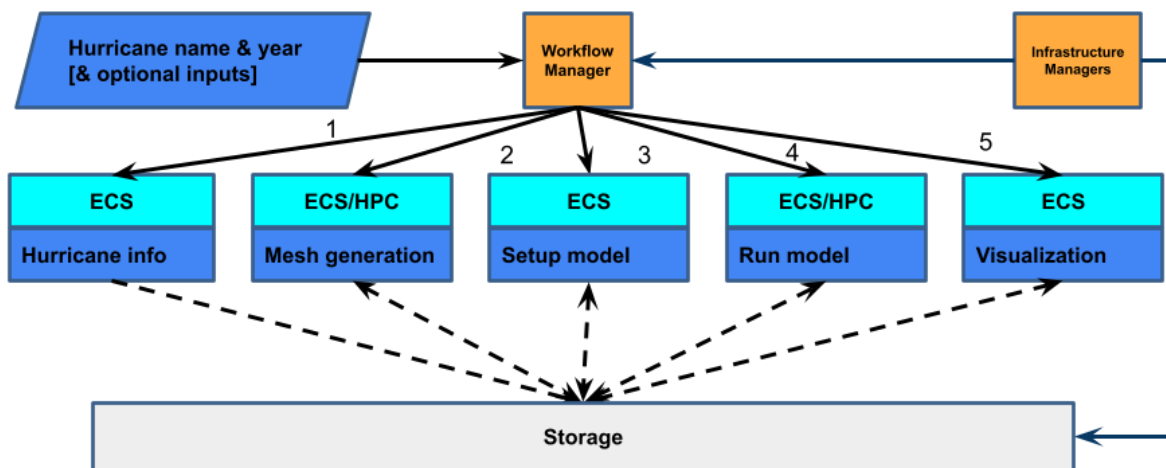 Hurricane name & year
[& optional inputs]
Workflow
Manager
Infrastructure
Managers
1
2
3
4
5
ECS
ECS/HPC
ECS
ECS/HPC
ECS
Hurricane info
Mesh generation
Setup model
Run model
Visualization
Storage